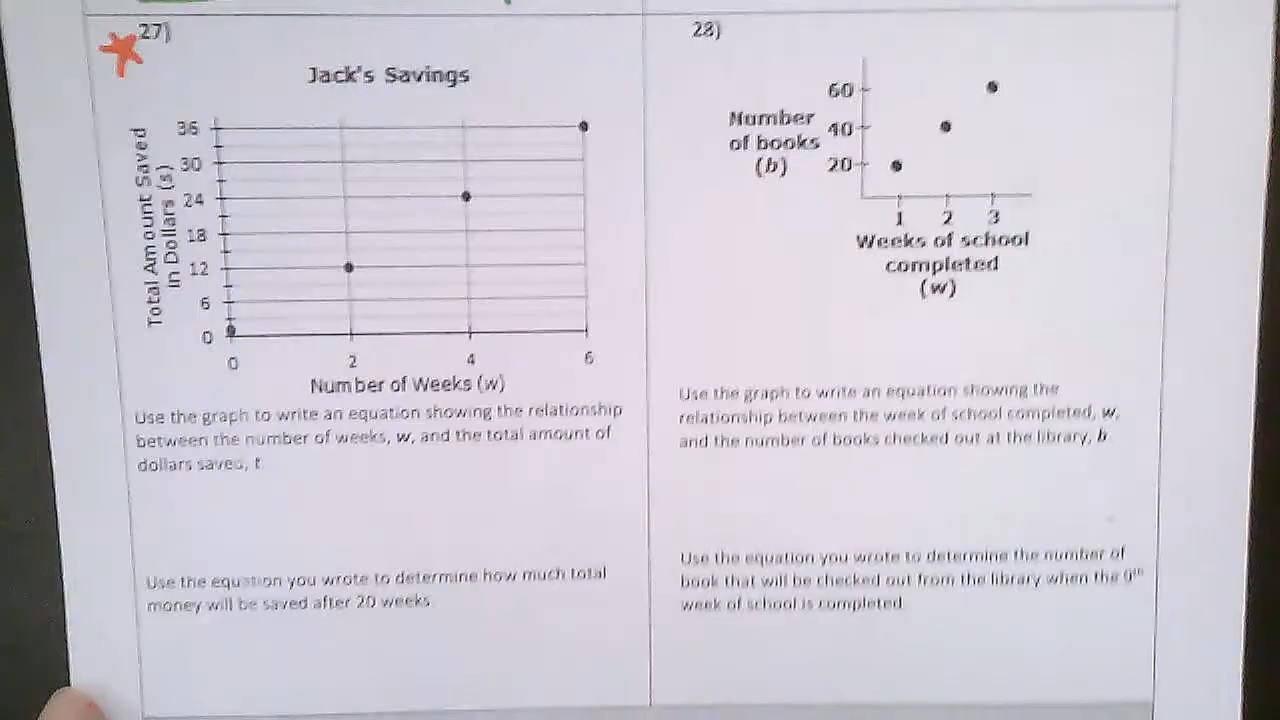 27)
Jack's Savings
Total Amount Saved
in Dollars (s)
36
30
24
18
12
6
0
0 2 4 6
Number of Weeks (w)
Use the graph to write an equation showing the relationship
between the number of weeks, w, and the total amount of
dollars saved, t
Use the equation you wrote to determine how much total
money will be saved after 20 weeks.
28)
Number
of books
(b)
60
40
20
1 2 3
Weeks of school
completed
(w)
Use the graph to write an equation showing the
relationship between the week of school completed, w,
and the number of books checked out at the library, b
Use the equation you wrote to determine the number of
book that will be checked out from the library when the
week of school is completed